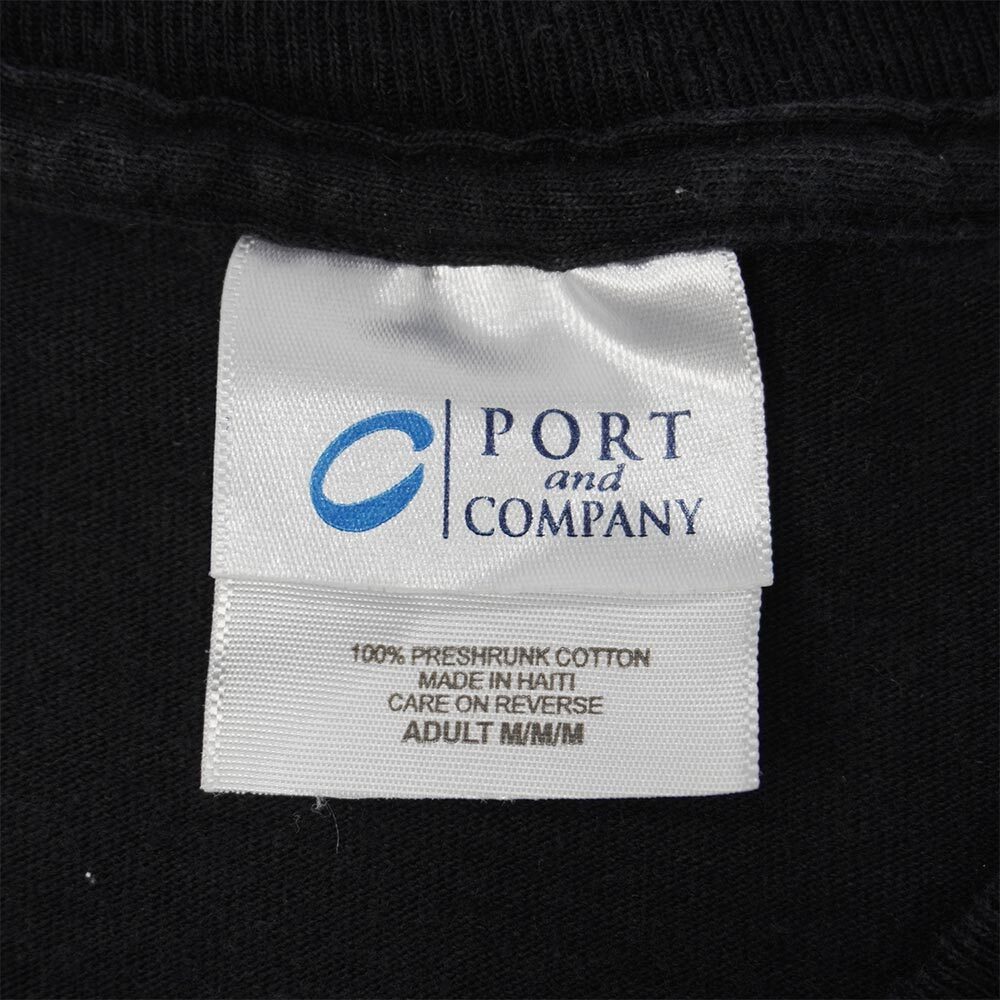 PORT
and
COMPANY
100% PRESHRUNK COTTON
MADE IN HAITI
CARE ON REVERSE
ADULT M/M/M